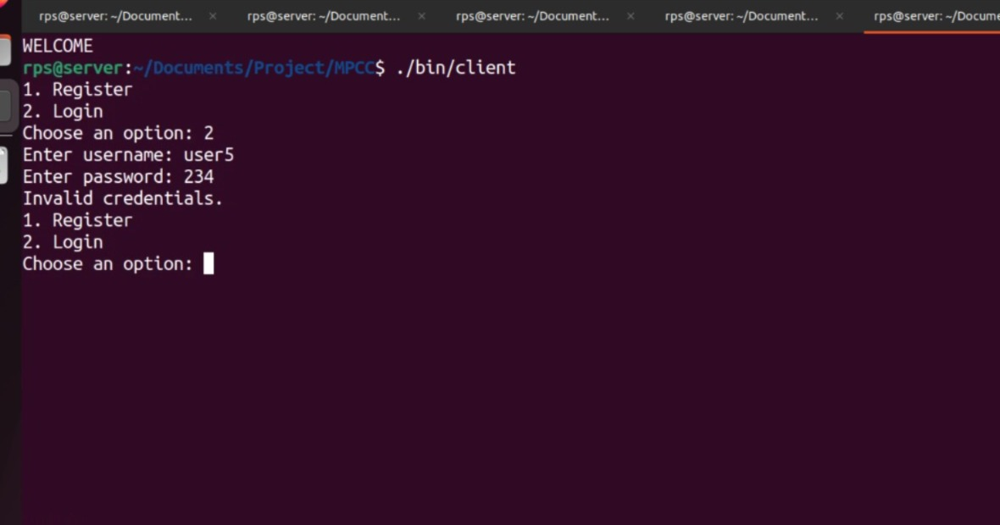 rps@server: ~/Document... × rps@server: ~/Document... × rps@server: ~/Document... × rps@server: ~/Document... × rps@server: ~/Docume
WELCOME
rps@server:~/Documents/Project/MPCC$ ./bin/client
1. Register
2. Login
Choose an option: 2
Enter username: user5
Enter password: 234
Invalid credentials.
1. Register
2. Login
Choose an option: